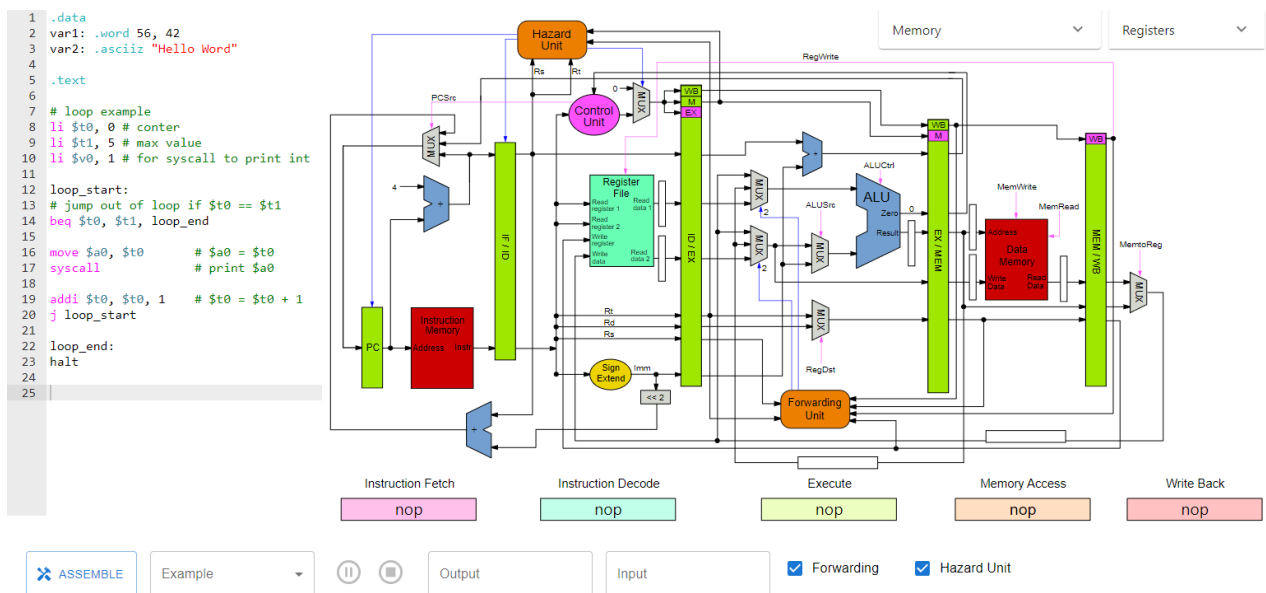 1 .data
2 var1: .word 56, 42
3 var2: .asciiz "Hello Word"
4
5 .text
6
7 # loop example
8 li $t0, 0 # conter
9 li $t1, 5 # max value
10 li $v0, 1 # for syscall to print int
11
12 loop_start:
13 # jump out of loop if $t0 == $t1
14 beq $t0, $t1, loop_end
15
16 move $a0, $t0 # $a0 = $t0
17 syscall # print $a0
18
19 addi $t0, $t0, 1 # $t0 = $t0 + 1
20 j loop_start
21
22 loop_end:
23 halt
24
25
Memory
Registers
Hazard
Unit
Rs
Rt
RegWrite
PCSrc
0
MUX
Control
Unit
WB
M
EX
MUX
4
+
IF / ID
Register
File
Read
register 1
Read
data 1
Read
register 2
Write
register
Write
data
Read
data 2
ID / EX
+
MUX
2
MUX
2
ALUSrc
MUX
ALUCtrl
ALU
Zero
0
Result
WB
M
EX / MEM
MemWrite
MemRead
Address
Data
Memory
Write
Data
Read
Data
WB
MEM / WB
MemtoReg
MUX
PC
Instruction
Memory
Address
Instr
Rt
Rd
Rs
MUX
RegDst
Sign
Extend
Imm
<< 2
+
Forwarding
Unit
Instruction Fetch
nop
Instruction Decode
nop
Execute
nop
Memory Access
nop
Write Back
nop
ASSEMBLE
Example
Output
Input
Forwarding
Hazard Unit